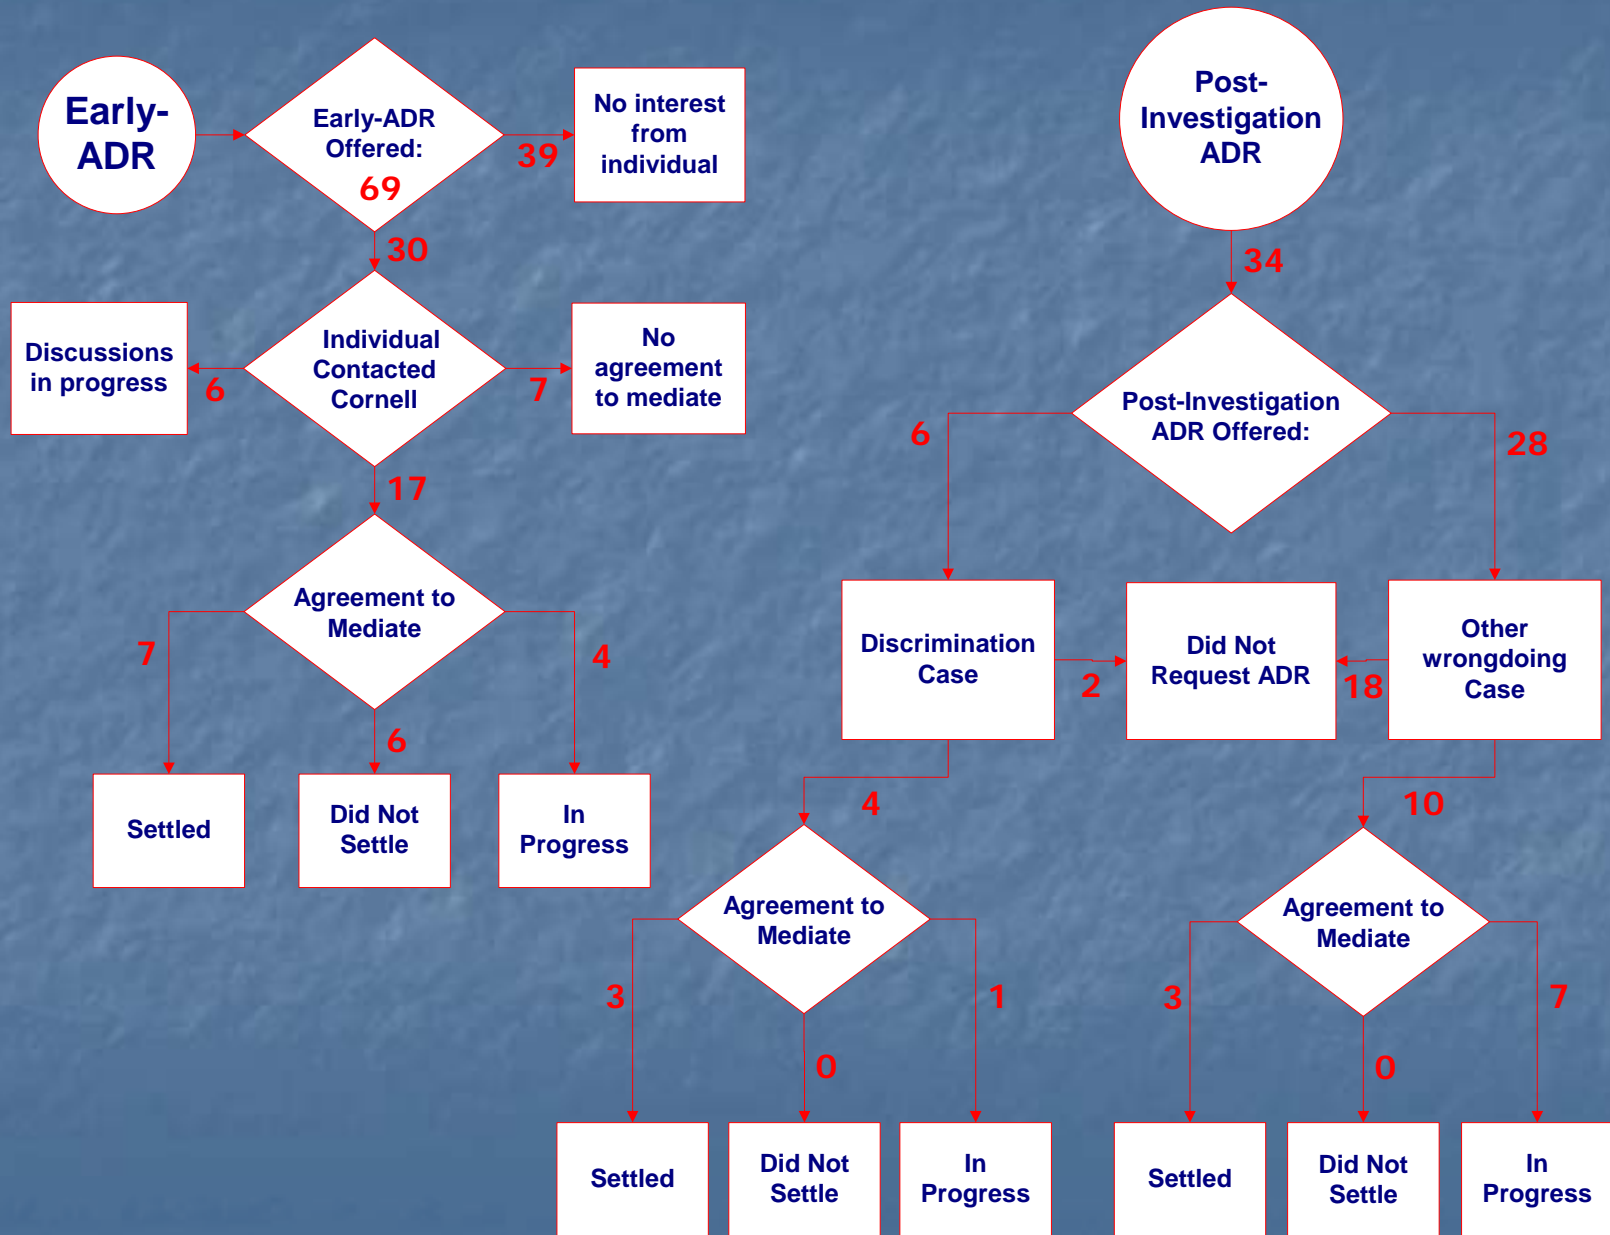 Early-
ADR
Early-ADR
Offered:
69
39
No interest
from
individual
30
Discussions
in progress
6
Individual
Contacted
Cornell
7
No
agreement
to mediate
17
Agreement to
Mediate
7
6
4
Settled
Did Not
Settle
In
Progress
Post-
Investigation
ADR
34
Post-Investigation
ADR Offered:
6
28
Discrimination
Case
2
Did Not
Request ADR
18
Other
wrongdoing
Case
4
10
Agreement to
Mediate
3
0
1
Settled
Did Not
Settle
In
Progress
Agreement to
Mediate
3
0
7
Settled
Did Not
Settle
In
Progress